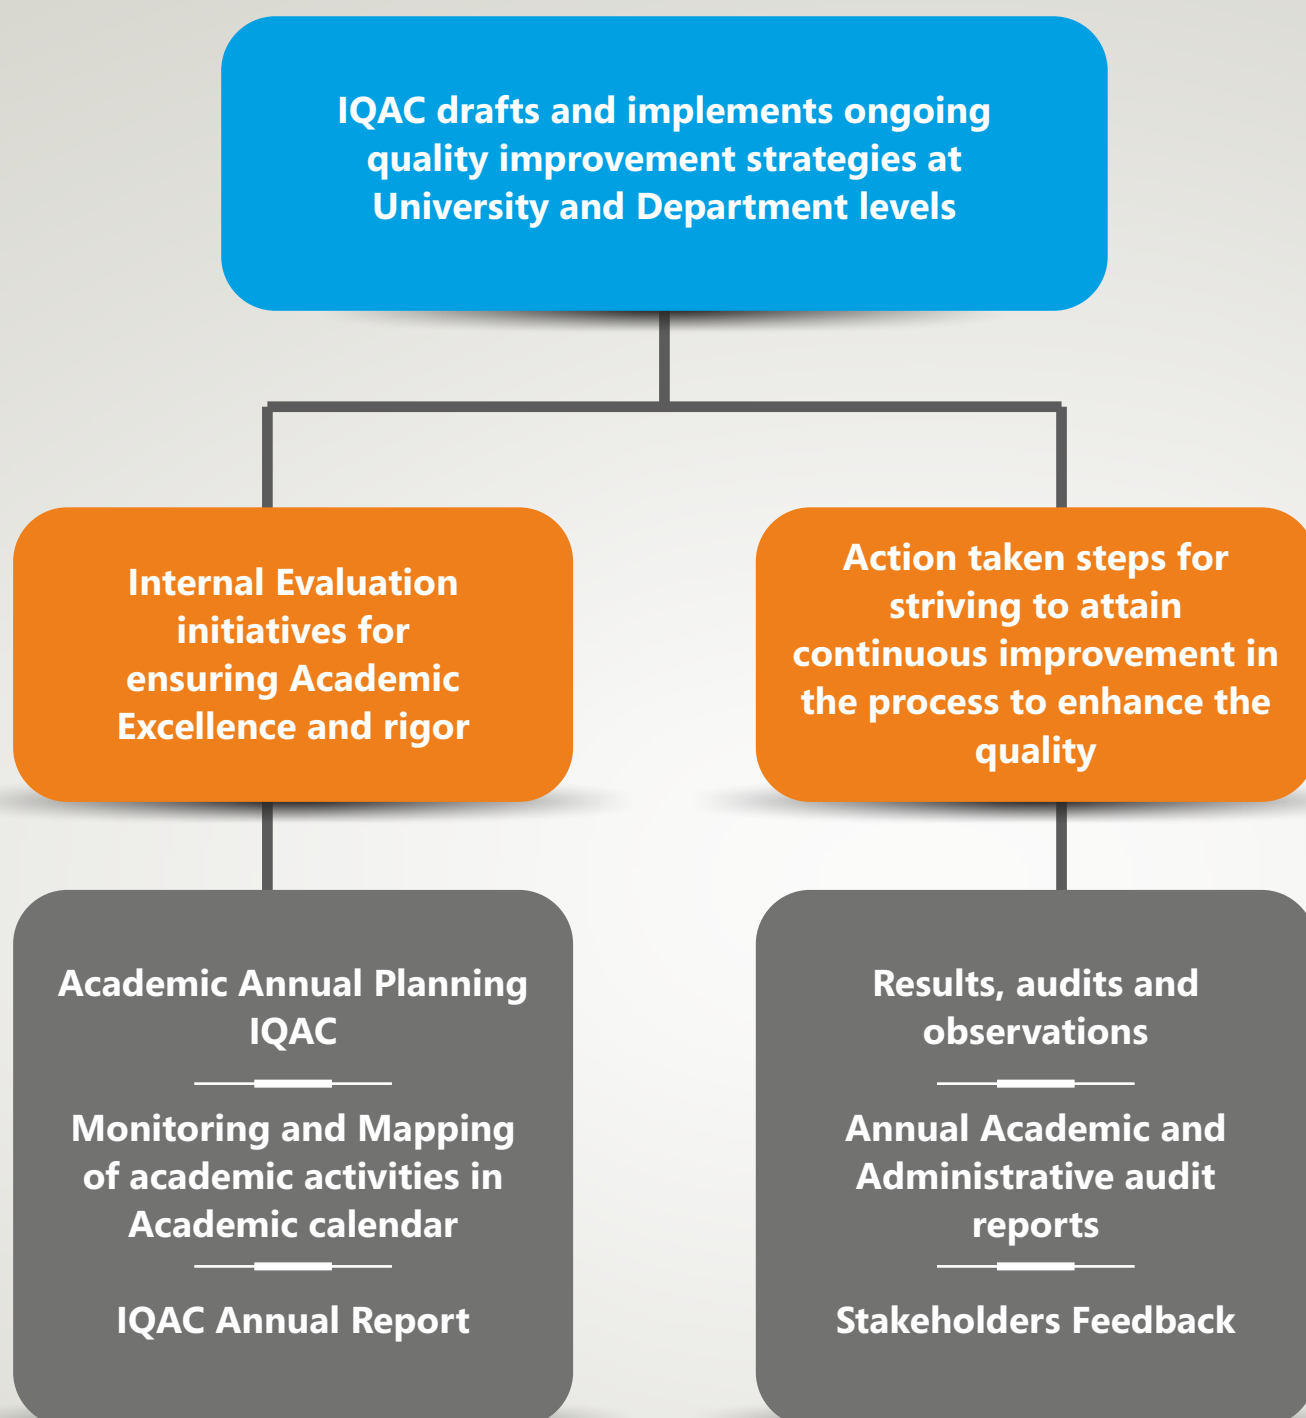 IQAC drafts and implements ongoing
quality improvement strategies at
University and Department levels
Internal Evaluation
initiatives for
ensuring Academic
Excellence and rigor
Action taken steps for
striving to attain
continuous improvement in
the process to enhance the
quality
Academic Annual Planning
IQAC
Monitoring and Mapping
of academic activities in
Academic calendar
IQAC Annual Report
Results, audits and
observations
Annual Academic and
Administrative audit
reports
Stakeholders Feedback